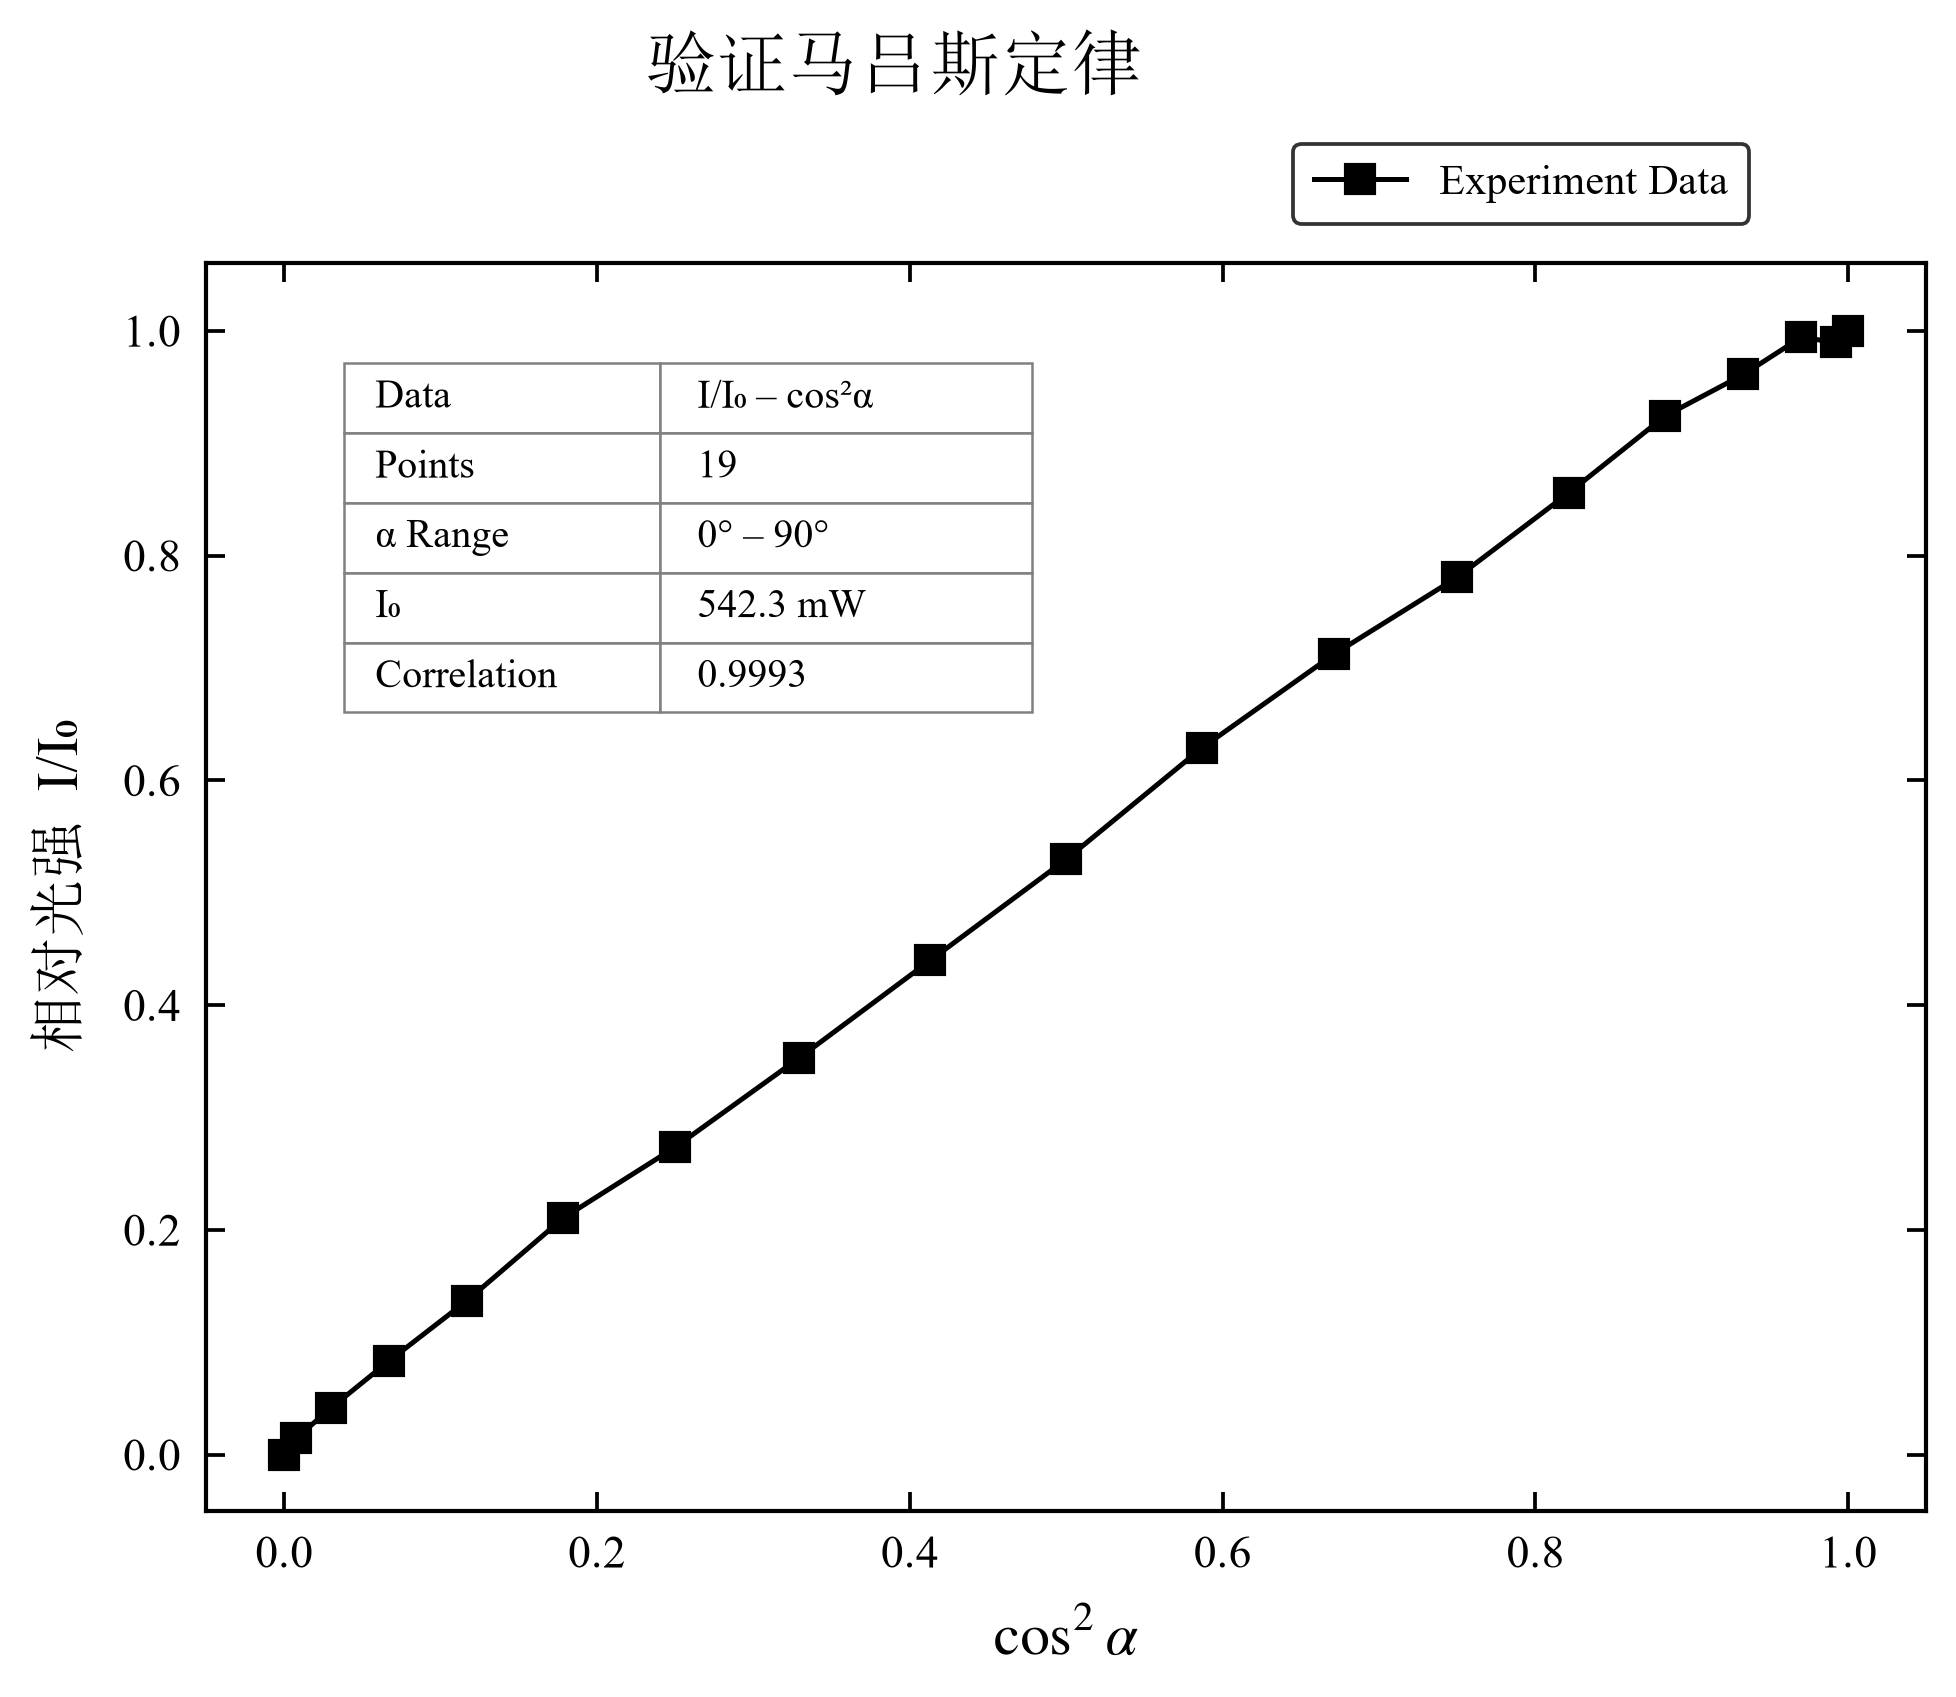 验证马吕斯定律
Experiment Data
Data I/I₀ – cos²α
Points 19
α Range 0° – 90°
I₀ 542.3 mW
Correlation 0.9993
相对光强 I/I₀
1.0
0.8
0.6
0.4
0.2
0.0
0.0 0.2 0.4 0.6 0.8 1.0
cos² α